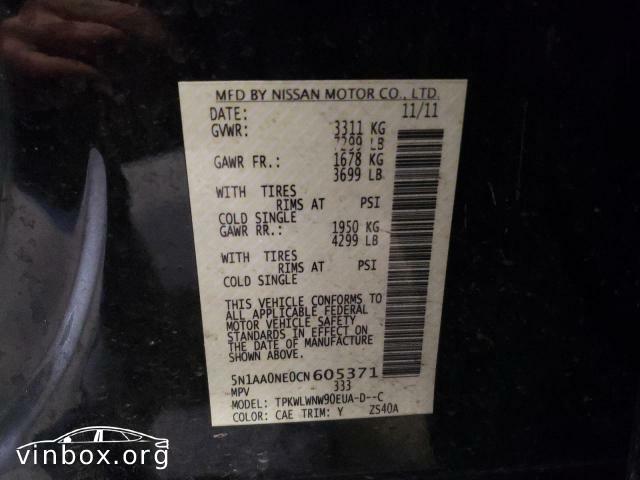 MFD BY NISSAN MOTOR CO., LTD.
DATE: 11/11
GVWR: 3311 KG
7299 LB
GAWR FR.: 1678 KG
3699 LB
WITH TIRES
RIMS AT PSI
COLD SINGLE
GAWR RR.: 1950 KG
4299 LB
WITH TIRES
RIMS AT PSI
COLD SINGLE
THIS VEHICLE CONFORMS TO
ALL APPLICABLE FEDERAL
MOTOR VEHICLE SAFETY
STANDARDS IN EFFECT ON
THE DATE OF MANUFACTURE
SHOWN ABOVE.
5N1AA0NE0CN605371
MPV 333
MODEL: TPKWLWNW90EUA-D--C
COLOR: CAE TRIM: Y ZS40A
vinbox.org